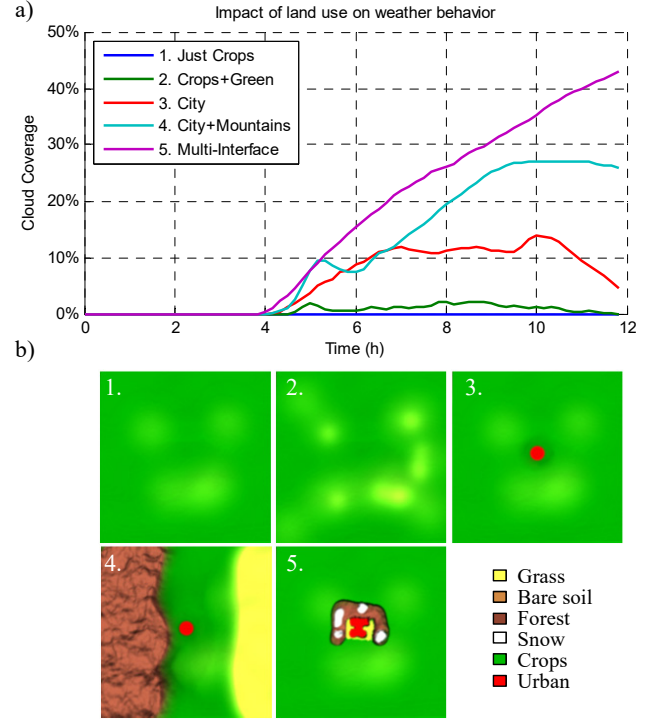 a)
Impact of land use on weather behavior
50%
40%
30%
20%
10%
0%
Cloud Coverage
1. Just Crops
2. Crops+Green
3. City
4. City+Mountains
5. Multi-Interface
0 2 4 6 8 10 12
Time (h)
b)
1.
2.
3.
4.
5.
Grass
Bare soil
Forest
Snow
Crops
Urban